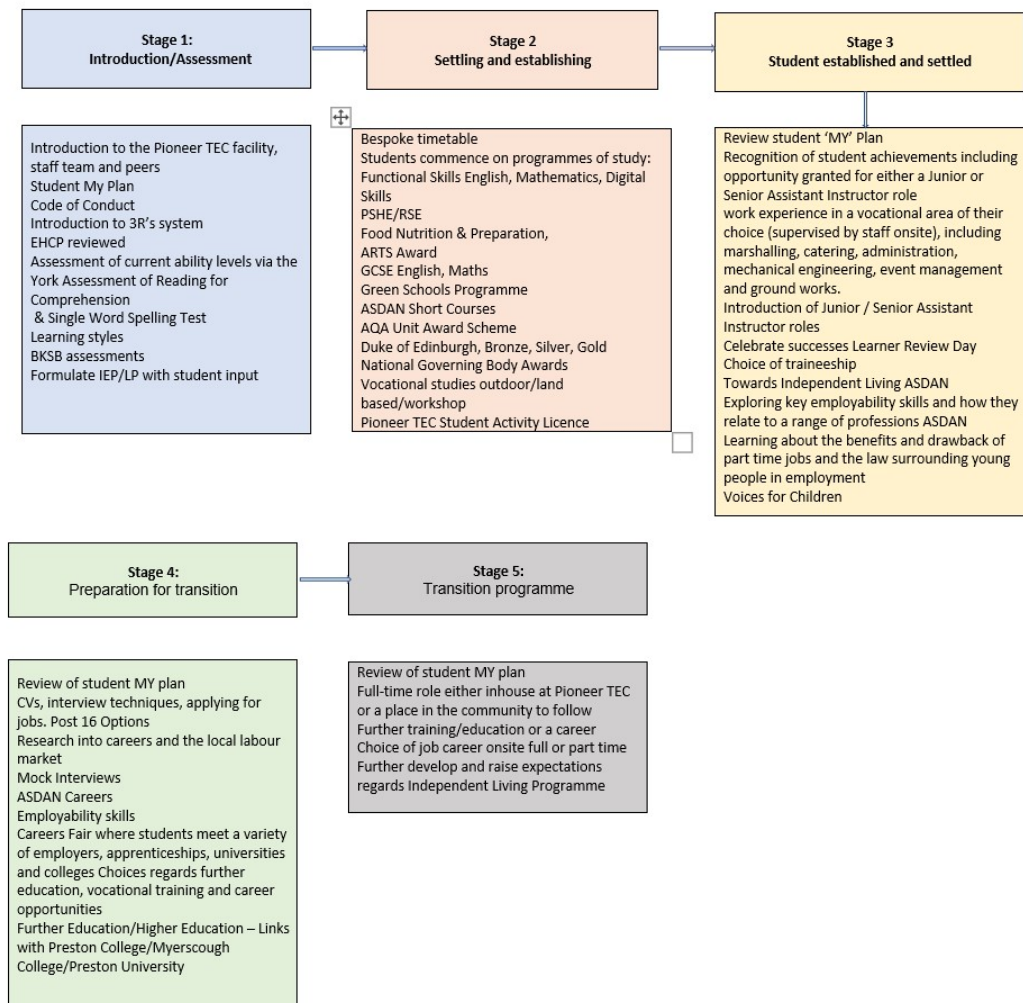 Stage 1:
Introduction/Assessment
Stage 2
Settling and establishing
Stage 3
Student established and settled
Introduction to the Pioneer TEC facility,
staff team and peers
Student My Plan
Code of Conduct
Introduction to 3R's system
EHCP reviewed
Assessment of current ability levels via the
York Assessment of Reading for
Comprehension
& Single Word Spelling Test
Learning styles
BKSB assessments
Formulate IEP/LP with student input
Bespoke timetable
Students commence on programmes of study:
Functional Skills English, Mathematics, Digital
Skills
PSHE/RSE
Food Nutrition & Preparation,
ARTS Award
GCSE English, Maths
Green Schools Programme
ASDAN Short Courses
AQA Unit Award Scheme
Duke of Edinburgh, Bronze, Silver, Gold
National Governing Body Awards
Vocational studies outdoor/land
based/workshop
Pioneer TEC Student Activity Licence
Review student ‘MY’ Plan
Recognition of student achievements including
opportunity granted for either a Junior or
Senior Assistant Instructor role
work experience in a vocational area of their
choice (supervised by staff onsite), including
marshalling, catering, administration,
mechanical engineering, event management
and ground works.
Introduction of Junior / Senior Assistant
Instructor roles
Celebrate successes Learner Review Day
Choice of traineeship
Towards Independent Living ASDAN
Exploring key employability skills and how they
relate to a range of professions ASDAN
Learning about the benefits and drawback of
part time jobs and the law surrounding young
people in employment
Voices for Children
Stage 4:
Preparation for transition
Stage 5:
Transition programme
Review of student MY plan
CVs, interview techniques, applying for
jobs. Post 16 Options
Research into careers and the local labour
market
Mock Interviews
ASDAN Careers
Employability skills
Careers Fair where students meet a variety
of employers, apprenticeships, universities
and colleges Choices regards further
education, vocational training and career
opportunities
Further Education/Higher Education – Links
with Preston College/Myerscough
College/Preston University
Review of student MY plan
Full-time role either inhouse at Pioneer TEC
or a place in the community to follow
Further training/education or a career
Choice of job career onsite full or part time
Further develop and raise expectations
regards Independent Living Programme